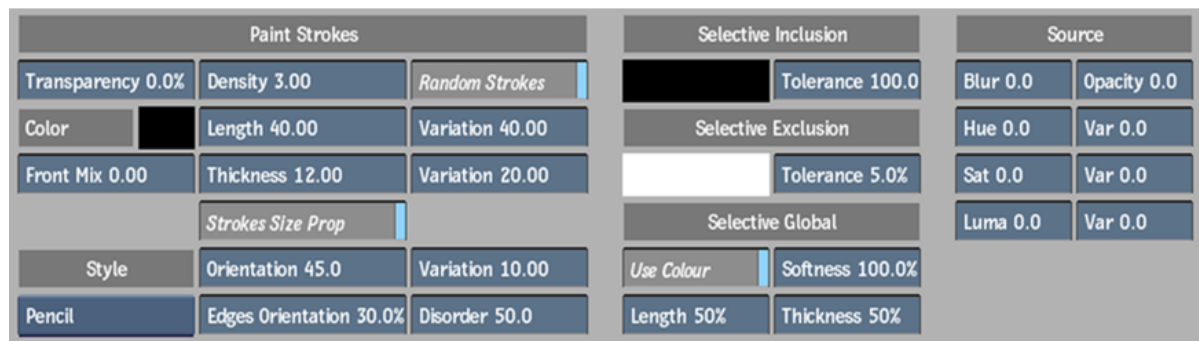 Paint Strokes
Transparency 0.0% Density 3.00 Random Strokes
Color Length 40.00 Variation 40.00
Front Mix 0.00 Thickness 12.00 Variation 20.00
Strokes Size Prop
Style Orientation 45.0 Variation 10.00
Pencil Edges Orientation 30.0% Disorder 50.0
Selective Inclusion
Tolerance 100.0
Selective Exclusion
Tolerance 5.0%
Selective Global
Use Colour Softness 100.0%
Length 50% Thickness 50%
Source
Blur 0.0 Opacity 0.0
Hue 0.0 Var 0.0
Sat 0.0 Var 0.0
Luma 0.0 Var 0.0